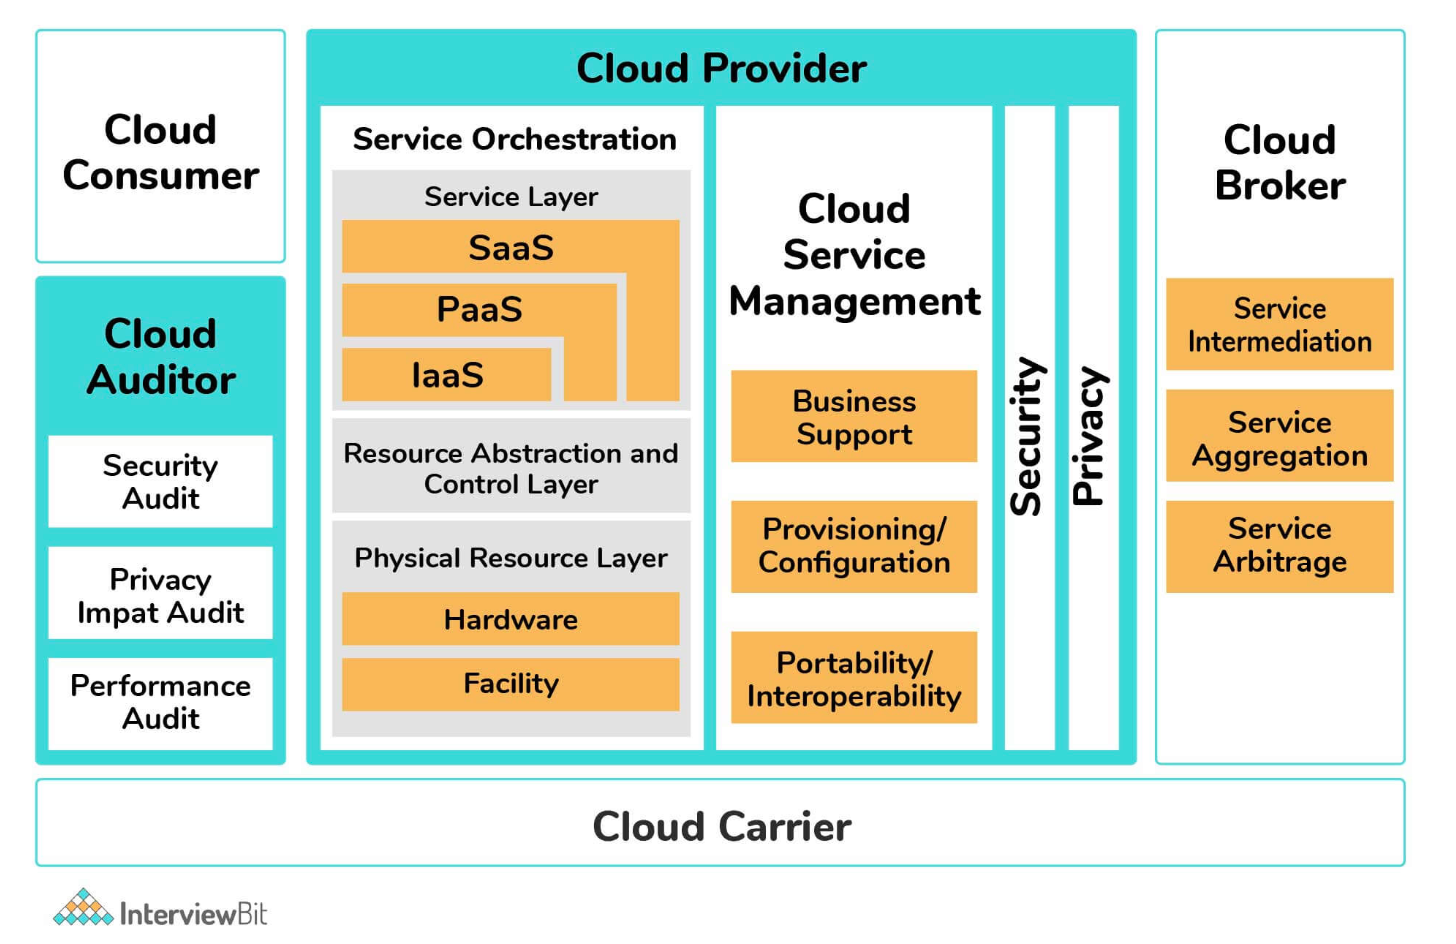 Cloud
Consumer
Cloud
Auditor
Security
Audit
Privacy
Impat Audit
Performance
Audit
Cloud Provider
Service Orchestration
Service Layer
SaaS
PaaS
IaaS
Resource Abstraction and
Control Layer
Physical Resource Layer
Hardware
Facility
Cloud
Service
Management
Business
Support
Provisioning/
Configuration
Portability/
Interoperability
Security
Privacy
Cloud
Broker
Service
Intermediation
Service
Aggregation
Service
Arbitrage
Cloud Carrier
InterviewBit